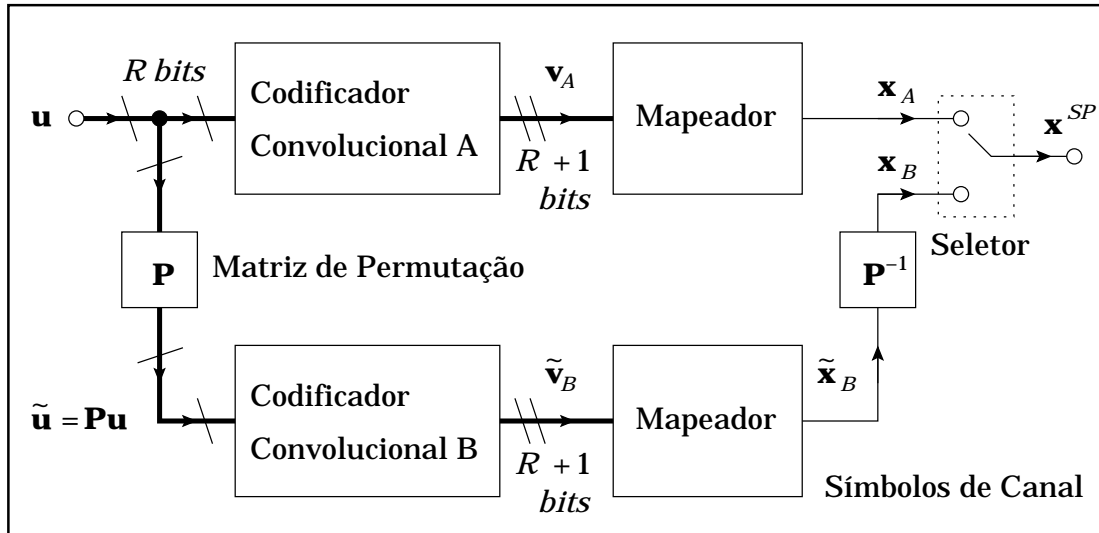 R bits
u
Codificador
Convolucional A
v_A
R + 1
bits
Mapeador
x_A
x^SP
x_B
Seletor
P
Matriz de Permutação
P^−1
ũ = Pu
Codificador
Convolucional B
ṽ_B
R + 1
bits
Mapeador
x̃_B
Símbolos de Canal